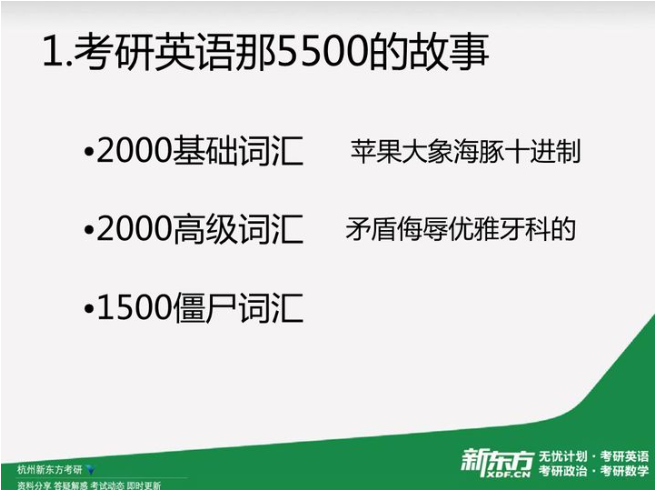 1.考研英语那5500的故事
•2000基础词汇 苹果大象海豚十进制
•2000高级词汇 矛盾侮辱优雅牙科的
•1500僵尸词汇
杭州新东方考研
资料分享 答疑解惑 考试动态 即时更新
新东方 XDF.CN
无忧计划·考研英语
考研政治·考研数学